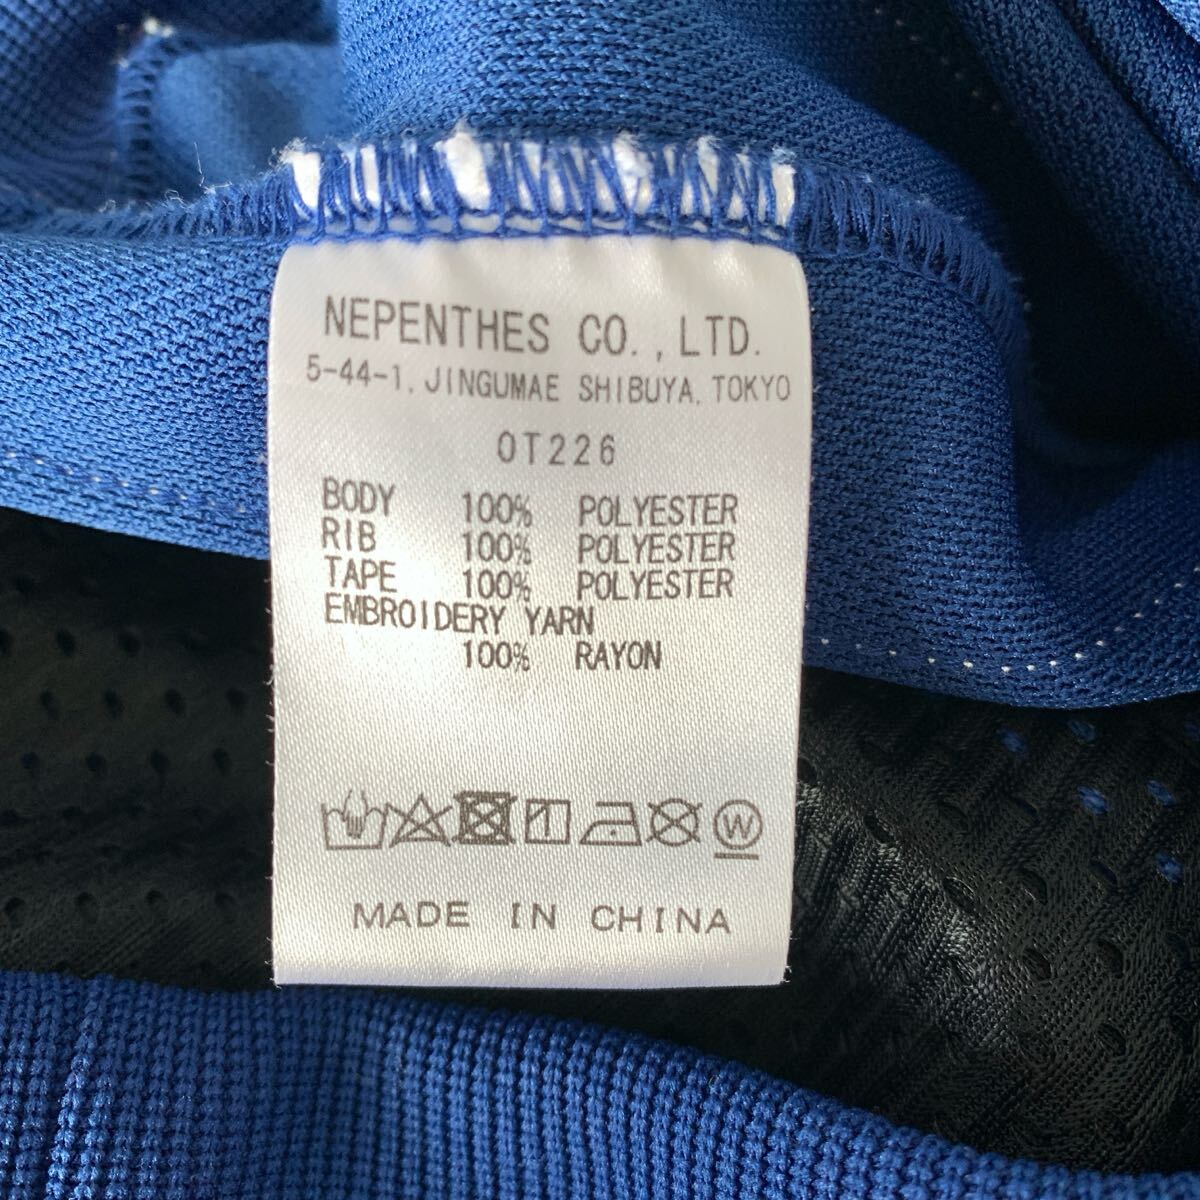 NEPENTHES CO., LTD.
5-44-1, JINGUMAE SHIBUYA, TOKYO
OT226
BODY 100% POLYESTER
RIB 100% POLYESTER
TAPE 100% POLYESTER
EMBROIDERY YARN
100% RAYON
W
MADE IN CHINA